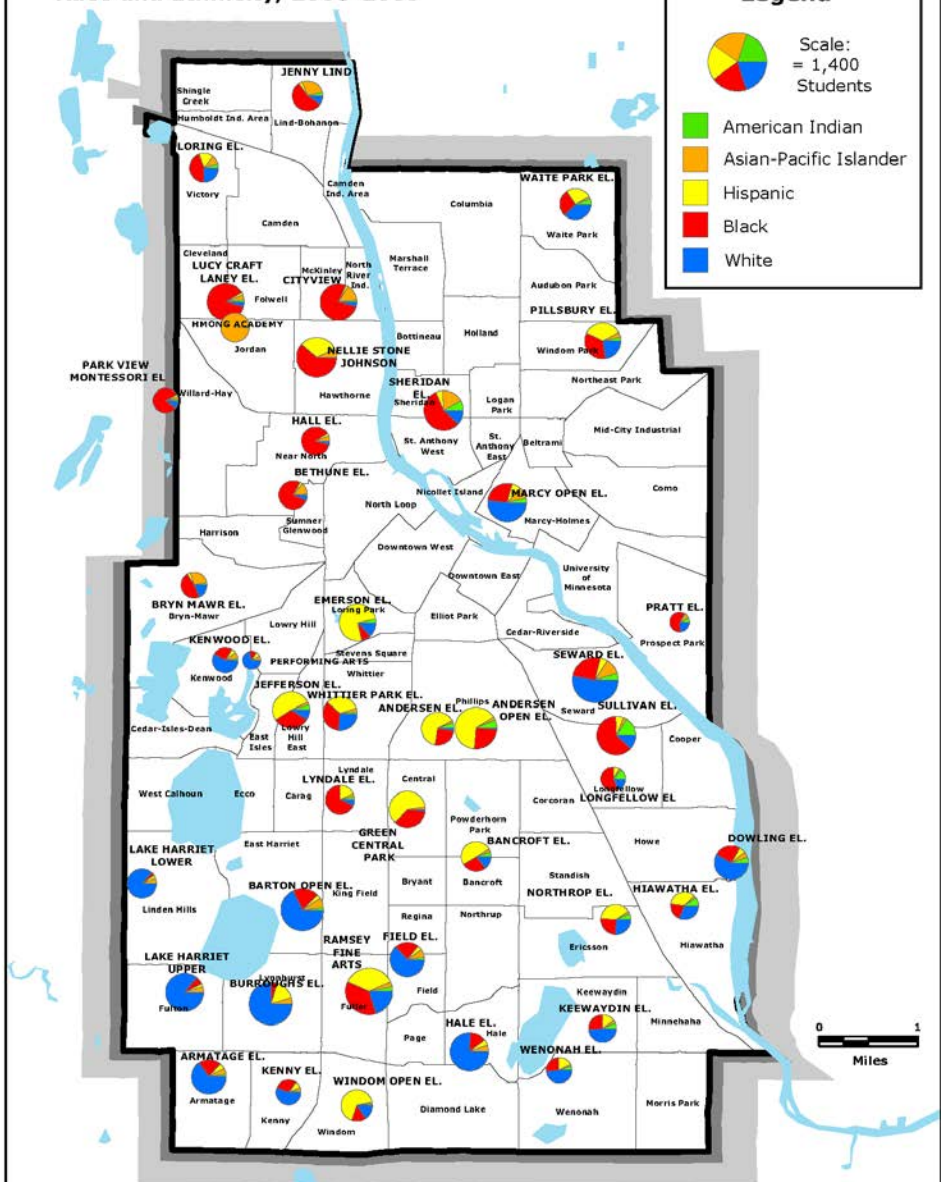 Legend
Scale:
= 1,400
Students
American Indian
Asian-Pacific Islander
Hispanic
Black
White
JENNY LIND
Shingle
Creek
Humboldt Ind. Area
Lind-Bohanon
LORING EL.
Victory
Camden
Ind. Area
Camden
Columbia
WAITE PARK EL.
Waite Park
Cleveland
LUCY CRAFT
LANEY EL.
Folwell
McKinley
CITYVIEW
North
River
Ind.
Marshall
Terrace
Audubon Park
HMONG ACADEMY
Jordan
NELLIE STONE
JOHNSON
Bottineau
Holland
PILLSBURY EL.
Windom Park
Northeast Park
PARK VIEW
MONTESSORI EL
Willard-Hay
Hawthorne
SHERIDAN
EL.
Sheridan
Logan
Park
HALL EL.
Near North
St. Anthony
West
St.
Anthony
East
Beltrami
Mid-City Industrial
BETHUNE EL.
Sumner
Glenwood
North Loop
Nicollet Island
MARCY OPEN EL.
Marcy-Holmes
Como
Harrison
Downtown West
Downtown East
University
of
Minnesota
BRYN MAWR EL.
Bryn-Mawr
EMERSON EL.
Loring Park
Elliot Park
PRATT EL.
Prospect Park
Lowry Hill
Cedar-Riverside
KENWOOD EL.
Kenwood
PERFORMING ARTS
Stevens Square
Whittier
SEWARD EL.
Seward
JEFFERSON EL.
WHITTIER PARK EL.
ANDERSEN EL.
Phillips
ANDERSEN
OPEN EL.
SULLIVAN EL.
Cedar-Isles-Dean
East
Isles
Lowry
Hill
East
Cooper
West Calhoun
Ecco
Carag
Lyndale
LYNDALE EL.
Central
Powderhorn
Park
Corcoran
Longfellow
LONGFELLOW EL
GREEN
CENTRAL
PARK
LAKE HARRIET
LOWER
Linden Hills
East Harriet
BANCROFT EL.
Bancroft
Howe
DOWLING EL.
BARTON OPEN EL.
King Field
Bryant
Standish
NORTHROP EL.
HIAWATHA EL.
Regina
Northrup
Ericsson
Hiawatha
LAKE HARRIET
UPPER
Fulton
Lynnhurst
BURROUGHS EL.
RAMSEY
FINE
ARTS
Fuller
FIELD EL.
Field
Keewaydin
KEEWAYDIN EL.
Minnehaha
Page
HALE EL.
Hale
WENONAH EL.
0 1
Miles
ARMATAGE EL.
Armatage
KENNY EL.
Kenny
WINDOM OPEN EL.
Windom
Diamond Lake
Wenonah
Morris Park